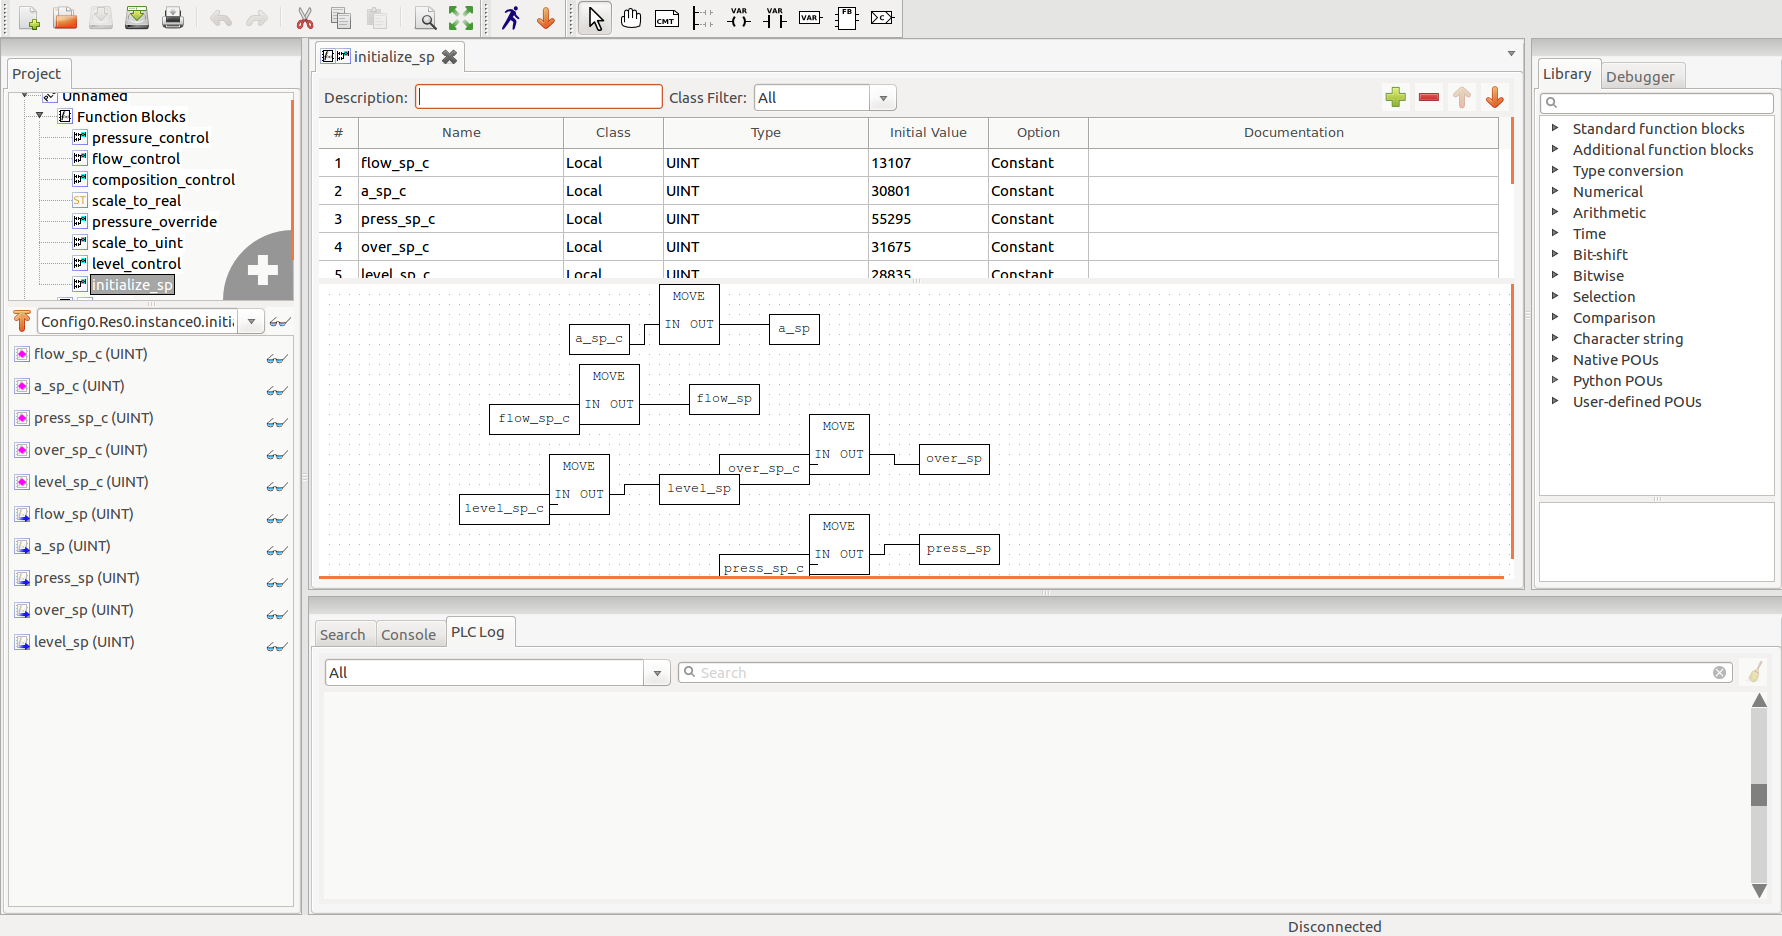 CMT
VAR
VAR
VAR
FB
C
Project
Unnamed
Function Blocks
pressure_control
flow_control
composition_control
ST scale_to_real
pressure_override
scale_to_uint
level_control
initialize_sp
Config0.Res0.instance0.initi
flow_sp_c (UINT)
a_sp_c (UINT)
press_sp_c (UINT)
over_sp_c (UINT)
level_sp_c (UINT)
flow_sp (UINT)
a_sp (UINT)
press_sp (UINT)
over_sp (UINT)
level_sp (UINT)
initialize_sp
Description: Class Filter: All
# Name Class Type Initial Value Option Documentation
1 flow_sp_c Local UINT 13107 Constant
2 a_sp_c Local UINT 30801 Constant
3 press_sp_c Local UINT 55295 Constant
4 over_sp_c Local UINT 31675 Constant
5 level_sp_c Local UINT 28835 Constant
MOVE
IN OUT
a_sp_c
a_sp
MOVE
IN OUT
flow_sp_c
flow_sp
MOVE
IN OUT
over_sp_c
over_sp
MOVE
IN OUT
level_sp_c
level_sp
MOVE
IN OUT
press_sp_c
press_sp
Search Console PLC Log
All Search
Library Debugger
Standard function blocks
Additional function blocks
Type conversion
Numerical
Arithmetic
Time
Bit-shift
Bitwise
Selection
Comparison
Character string
Native POUs
Python POUs
User-defined POUs
Disconnected